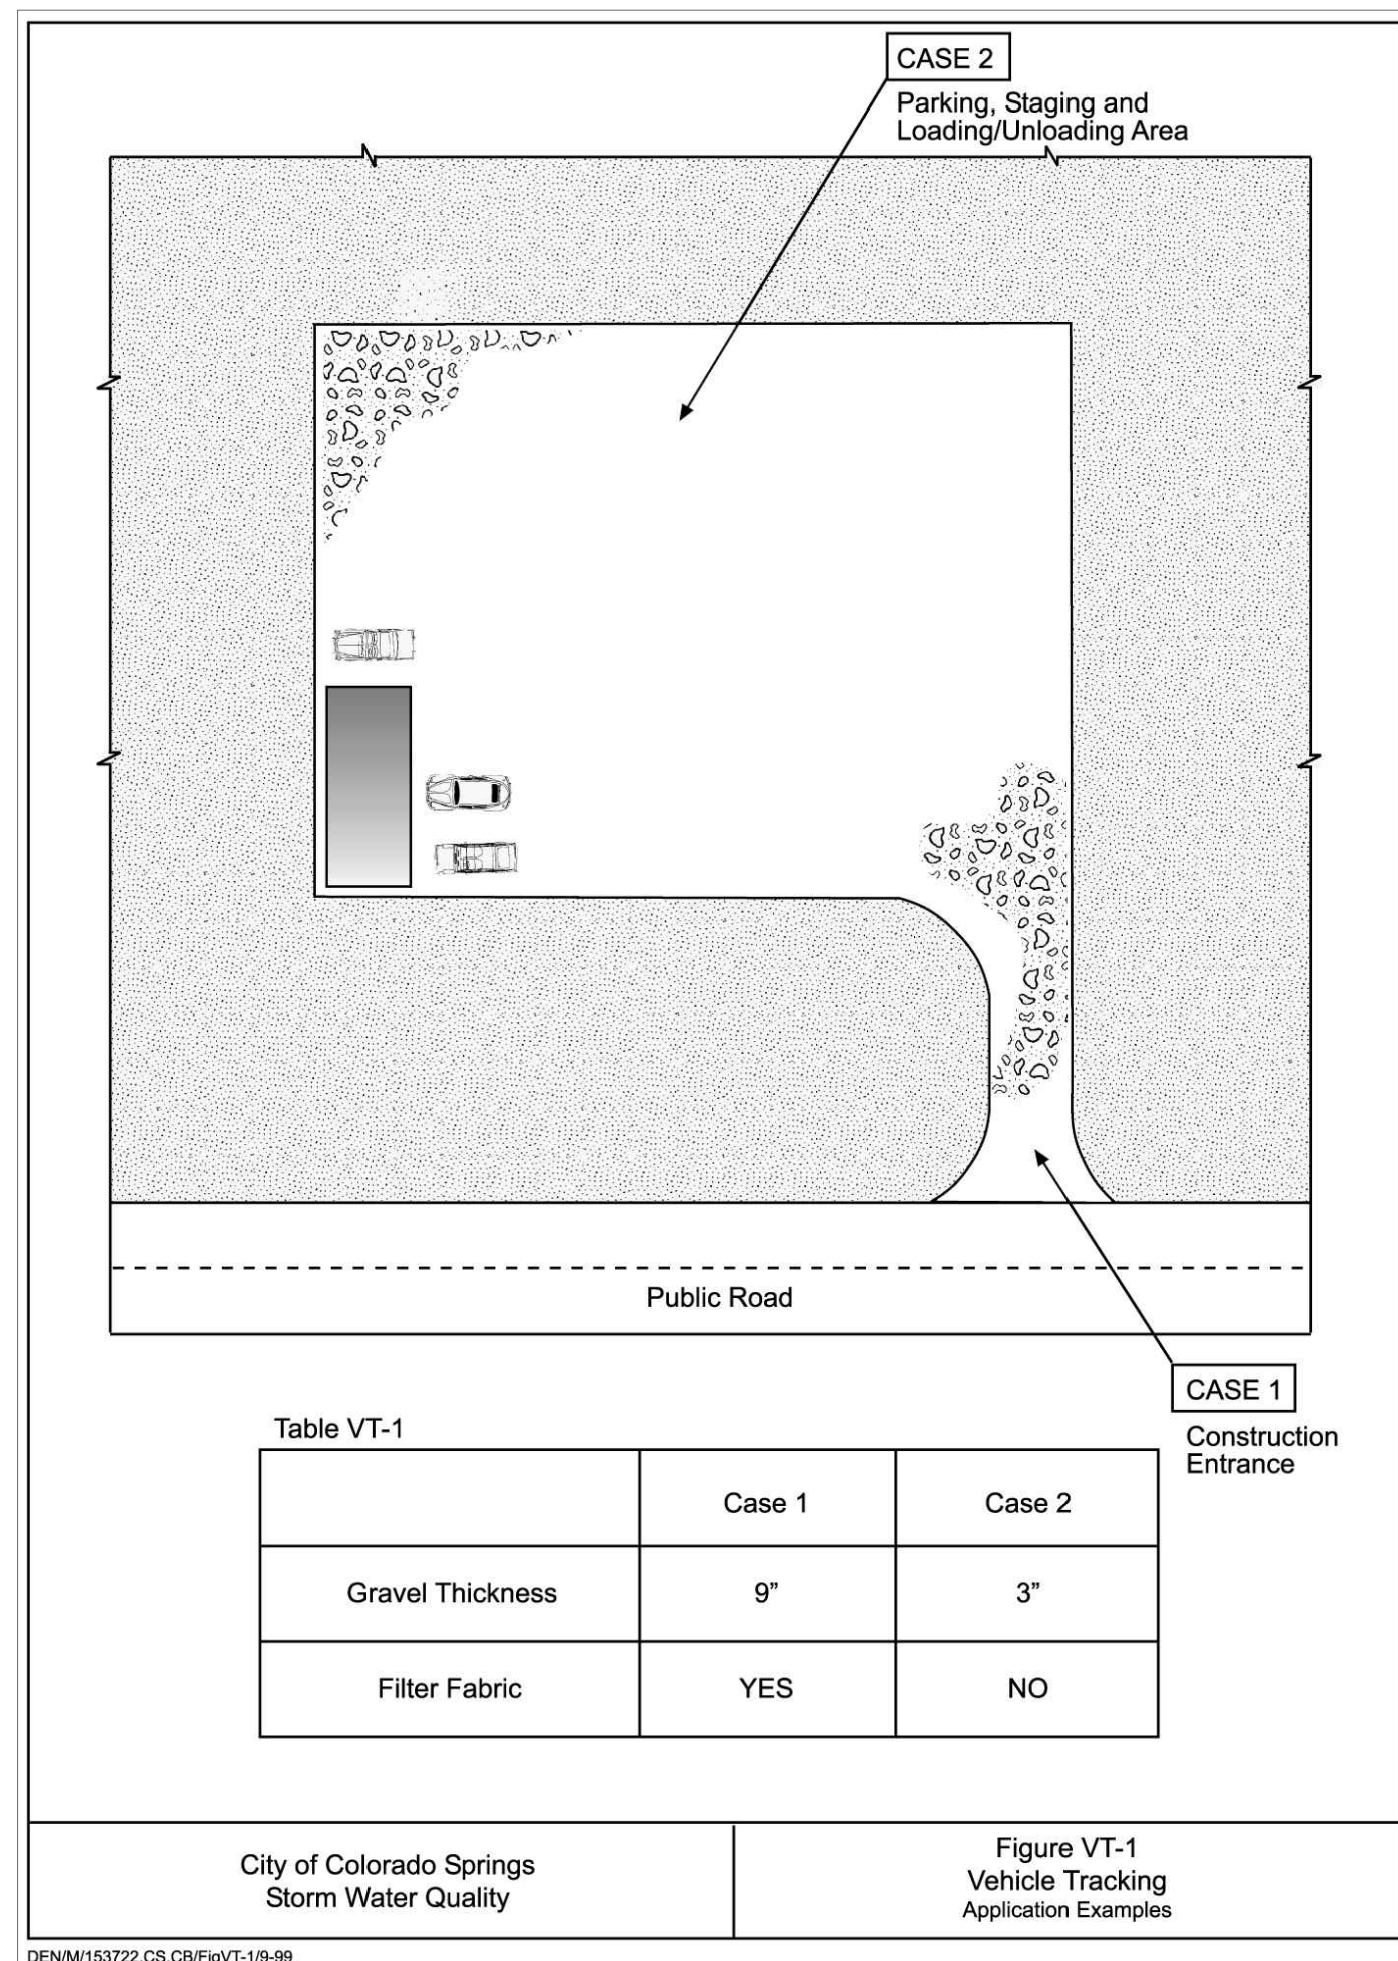 CASE 2
Parking, Staging and
Loading/Unloading Area
Public Road
CASE 1
Construction
Entrance
Table VT-1
Case 1 Case 2
Gravel Thickness 9” 3”
Filter Fabric YES NO
City of Colorado Springs
Storm Water Quality
Figure VT-1
Vehicle Tracking
Application Examples
DEN/M/153722.CS.CB/FigVT-1/9-99